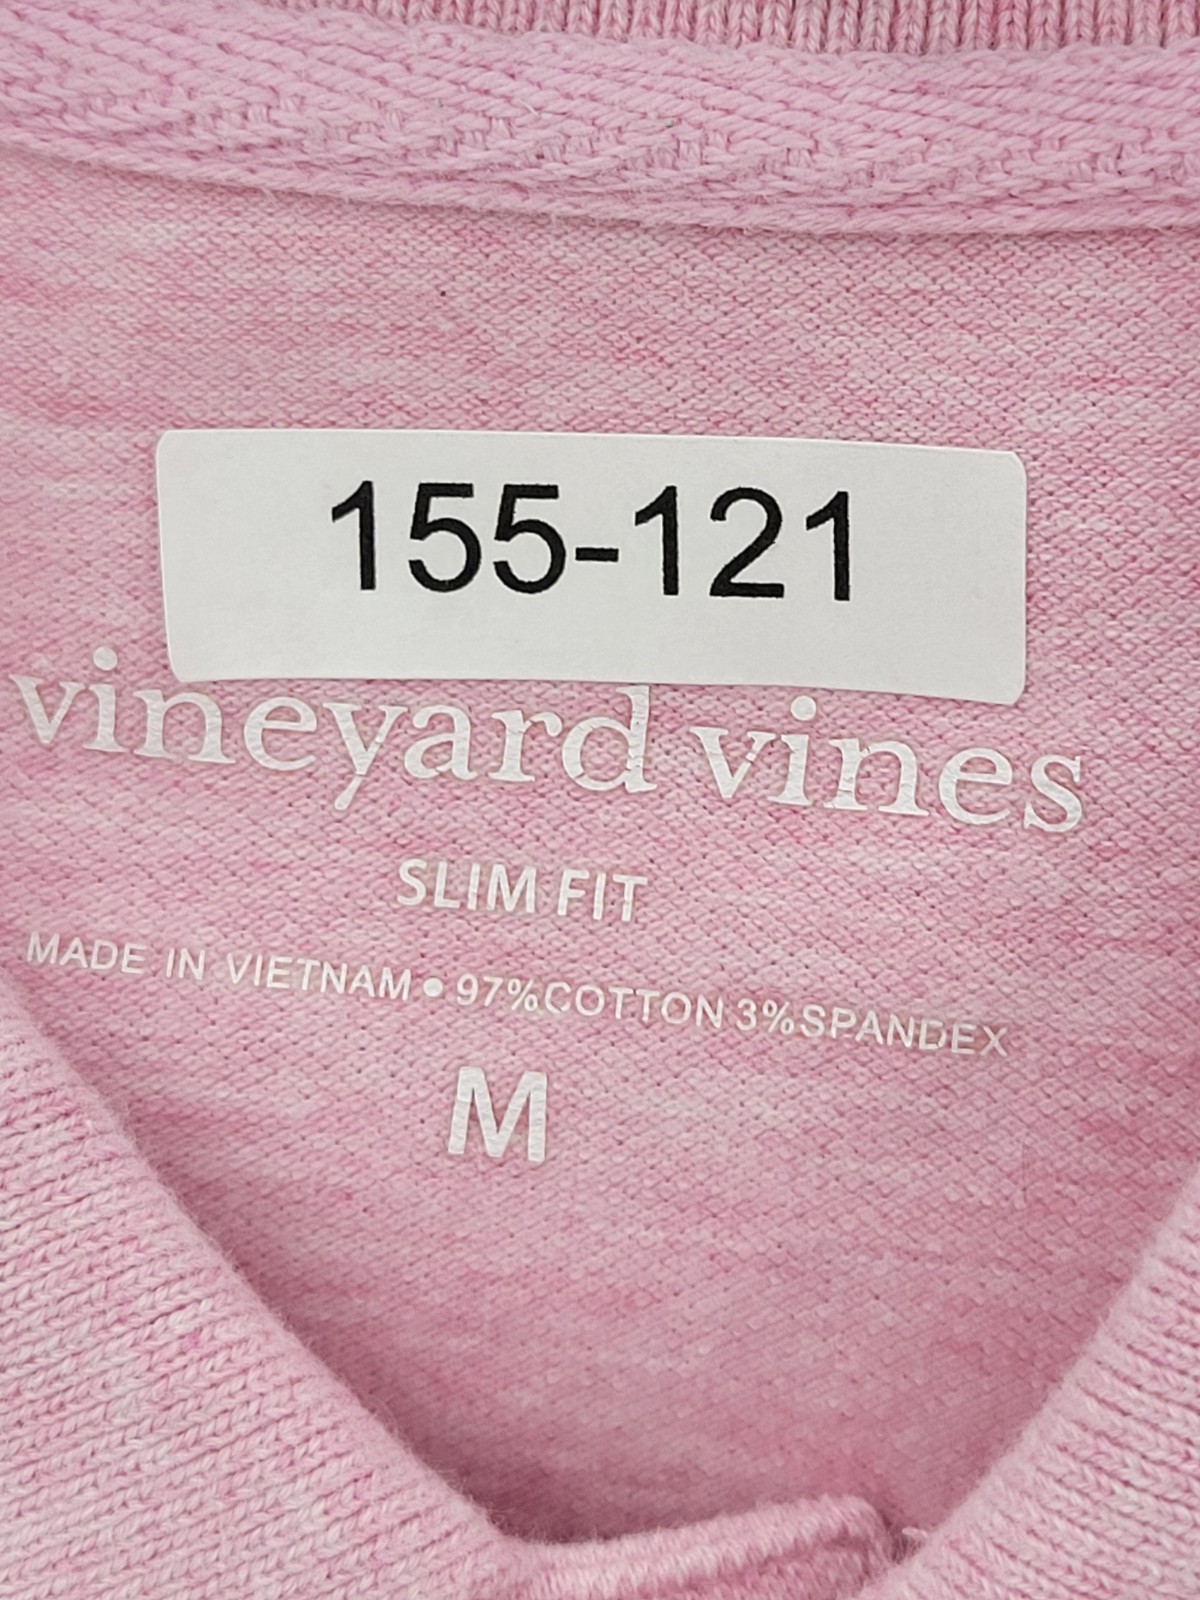 155-121
vineyard vines
SLIM FIT
MADE IN VIETNAM • 97%COTTON 3%SPANDEX
M